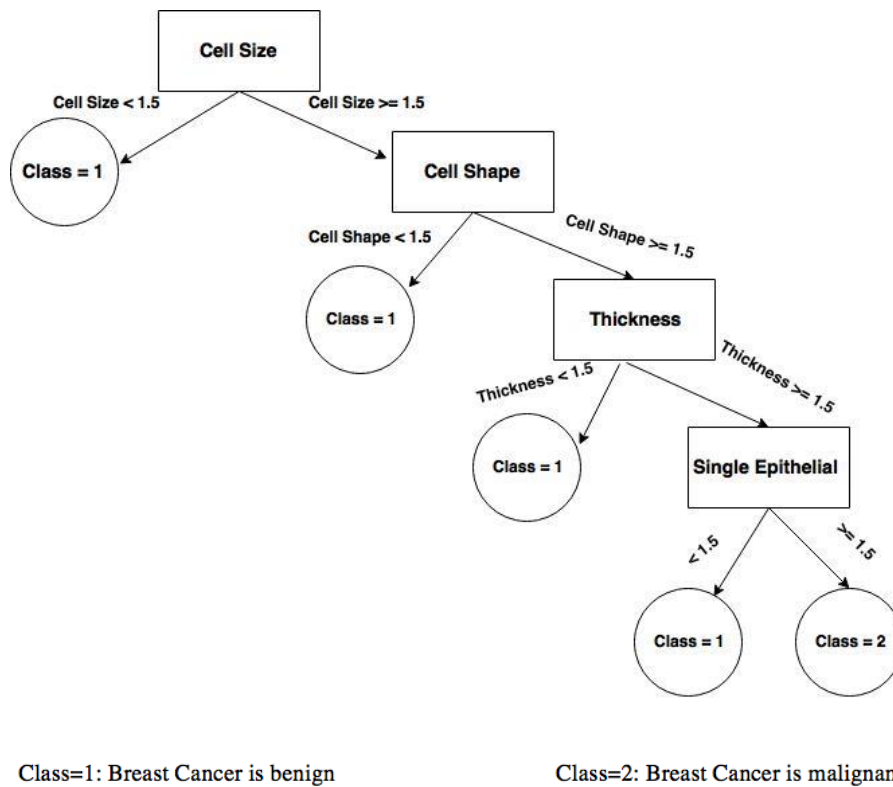 Cell Size
Cell Size < 1.5
Cell Size >= 1.5
Class = 1
Cell Shape
Cell Shape < 1.5
Cell Shape >= 1.5
Class = 1
Thickness
Thickness < 1.5
Thickness >= 1.5
Class = 1
Single Epithelial
< 1.5
>= 1.5
Class = 1
Class = 2
Class=1: Breast Cancer is benign
Class=2: Breast Cancer is malignan